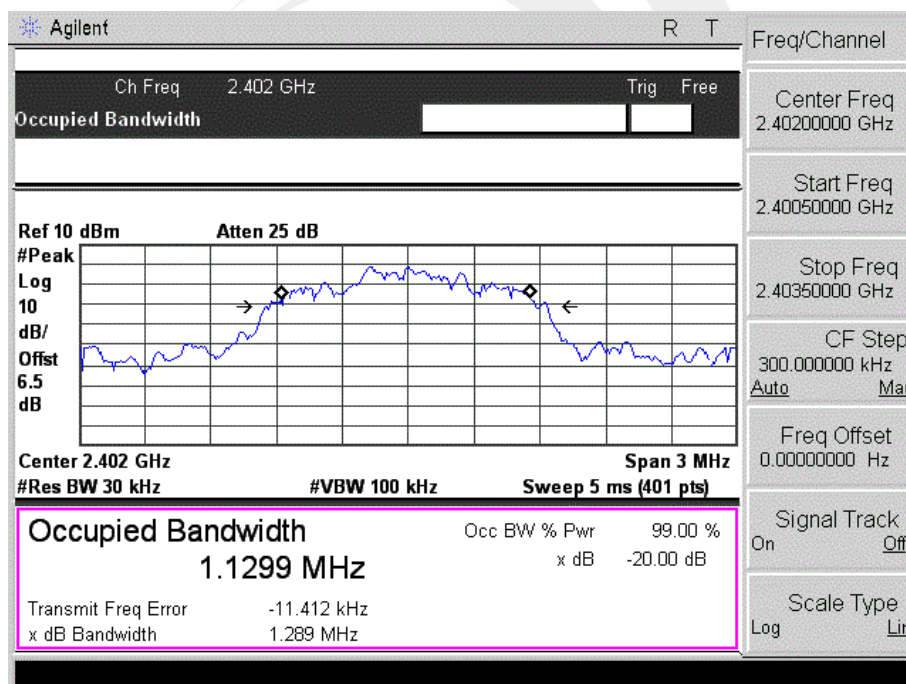 Agilent R T
Freq/Channel
Ch Freq 2.402 GHz Trig Free
Occupied Bandwidth
Center Freq
2.40200000 GHz
Start Freq
2.40050000 GHz
Stop Freq
2.40350000 GHz
CF Step
300.000000 kHz
Auto Ma
Freq Offset
0.00000000 Hz
Signal Track
On Off
Scale Type
Log Lin
Ref 10 dBm Atten 25 dB
#Peak
Log
10
dB/
Offst
6.5
dB
Center 2.402 GHz Span 3 MHz
#Res BW 30 kHz #VBW 100 kHz Sweep 5 ms (401 pts)
Occupied Bandwidth Occ BW % Pwr 99.00 %
1.1299 MHz x dB -20.00 dB
Transmit Freq Error -11.412 kHz
x dB Bandwidth 1.289 MHz